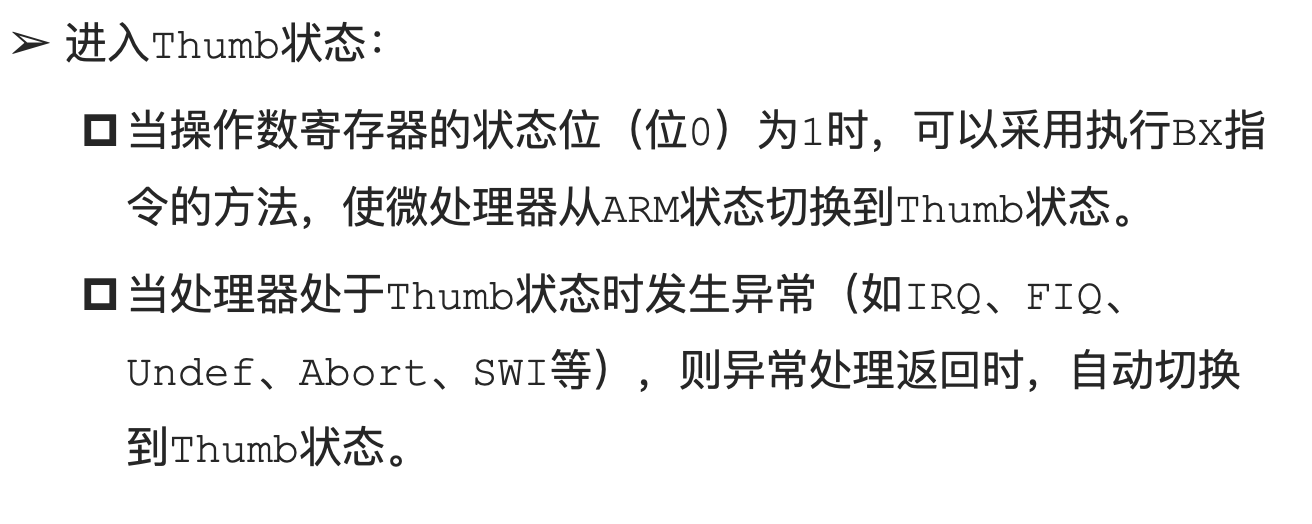 ➢ 进入Thumb状态：
当操作数寄存器的状态位（位0）为1时，可以采用执行BX指
令的方法，使微处理器从ARM状态切换到Thumb状态。
当处理器处于Thumb状态时发生异常（如IRQ、FIQ、
Undef、Abort、SWI等），则异常处理返回时，自动切换
到Thumb状态。